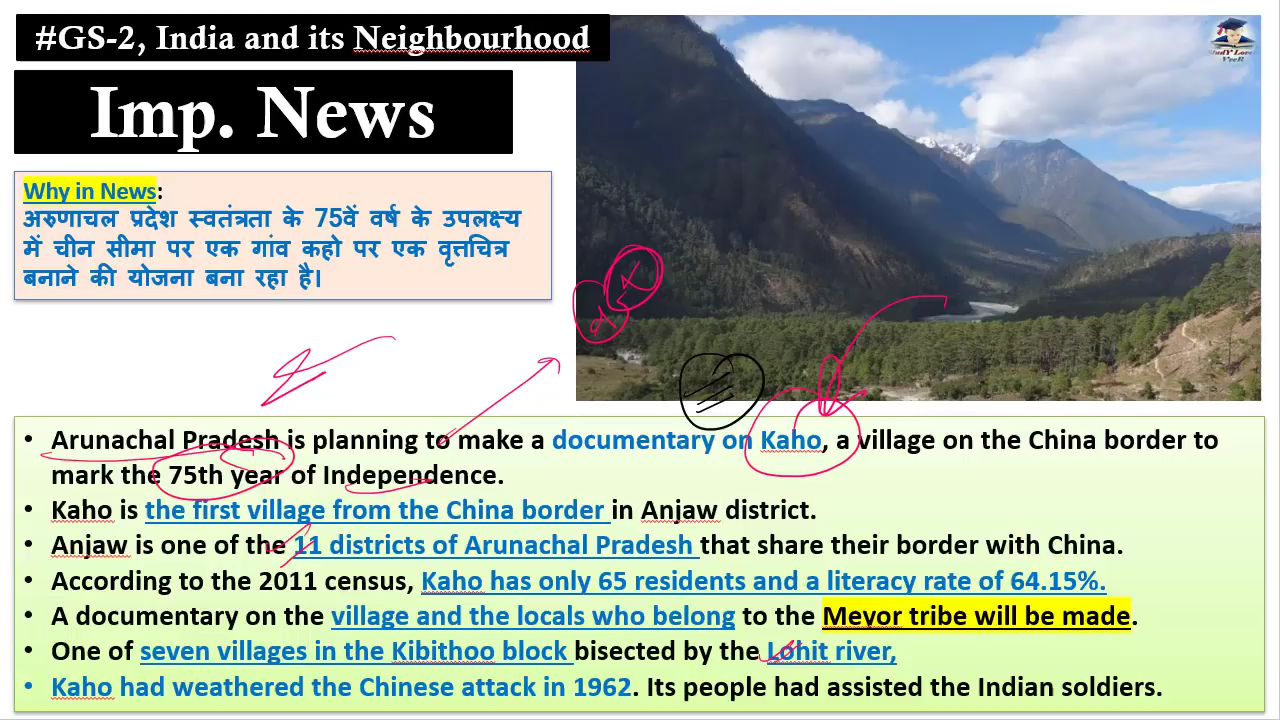 #GS-2, India and its Neighbourhood
Imp. News
Why in News:
अरुणाचल प्रदेश स्वतंत्रता के 75वें वर्ष के उपलक्ष्य
में चीन सीमा पर एक गांव कहो पर एक वृत्तचित्र
बनाने की योजना बना रहा है।
• Arunachal Pradesh is planning to make a documentary on Kaho, a village on the China border to
mark the 75th year of Independence.
• Kaho is the first village from the China border in Anjaw district.
• Anjaw is one of the 11 districts of Arunachal Pradesh that share their border with China.
• According to the 2011 census, Kaho has only 65 residents and a literacy rate of 64.15%.
• A documentary on the village and the locals who belong to the Meyor tribe will be made.
• One of seven villages in the Kibithoo block bisected by the Lohit river,
• Kaho had weathered the Chinese attack in 1962. Its people had assisted the Indian soldiers.